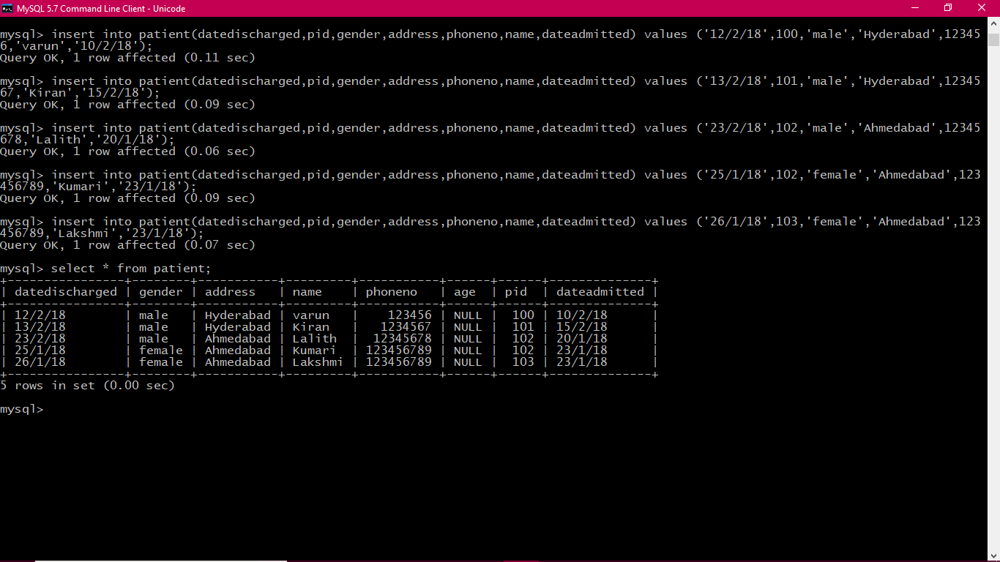 MySQL 5.7 Command Line Client - Unicode
mysql> insert into patient(datedischarged,pid,gender,address,phoneno,name,dateadmitted) values ('12/2/18',100,'male','Hyderabad',12345
6,'varun','10/2/18');
Query OK, 1 row affected (0.11 sec)
mysql> insert into patient(datedischarged,pid,gender,address,phoneno,name,dateadmitted) values ('13/2/18',101,'male','Hyderabad',12345
67,'Kiran','15/2/18');
Query OK, 1 row affected (0.09 sec)
mysql> insert into patient(datedischarged,pid,gender,address,phoneno,name,dateadmitted) values ('23/2/18',102,'male','Ahmedabad',12345
678,'Lalith','20/1/18');
Query OK, 1 row affected (0.06 sec)
mysql> insert into patient(datedischarged,pid,gender,address,phoneno,name,dateadmitted) values ('25/1/18',102,'female','Ahmedabad',123
456789,'Kumari','23/1/18');
Query OK, 1 row affected (0.09 sec)
mysql> insert into patient(datedischarged,pid,gender,address,phoneno,name,dateadmitted) values ('26/1/18',103,'female','Ahmedabad',123
456789,'Lakshmi','23/1/18');
Query OK, 1 row affected (0.07 sec)
mysql> select * from patient;
+----------------+--------+-----------+---------+-----------+------+------+--------------+
| datedischarged | gender | address   | name    | phoneno   | age  | pid  | dateadmitted |
+----------------+--------+-----------+---------+-----------+------+------+--------------+
| 12/2/18        | male   | Hyderabad | varun   |    123456 | NULL |  100 | 10/2/18      |
| 13/2/18        | male   | Hyderabad | Kiran   |   1234567 | NULL |  101 | 15/2/18      |
| 23/2/18        | male   | Ahmedabad | Lalith  |  12345678 | NULL |  102 | 20/1/18      |
| 25/1/18        | female | Ahmedabad | Kumari  | 123456789 | NULL |  102 | 23/1/18      |
| 26/1/18        | female | Ahmedabad | Lakshmi | 123456789 | NULL |  103 | 23/1/18      |
+----------------+--------+-----------+---------+-----------+------+------+--------------+
5 rows in set (0.00 sec)
mysql>